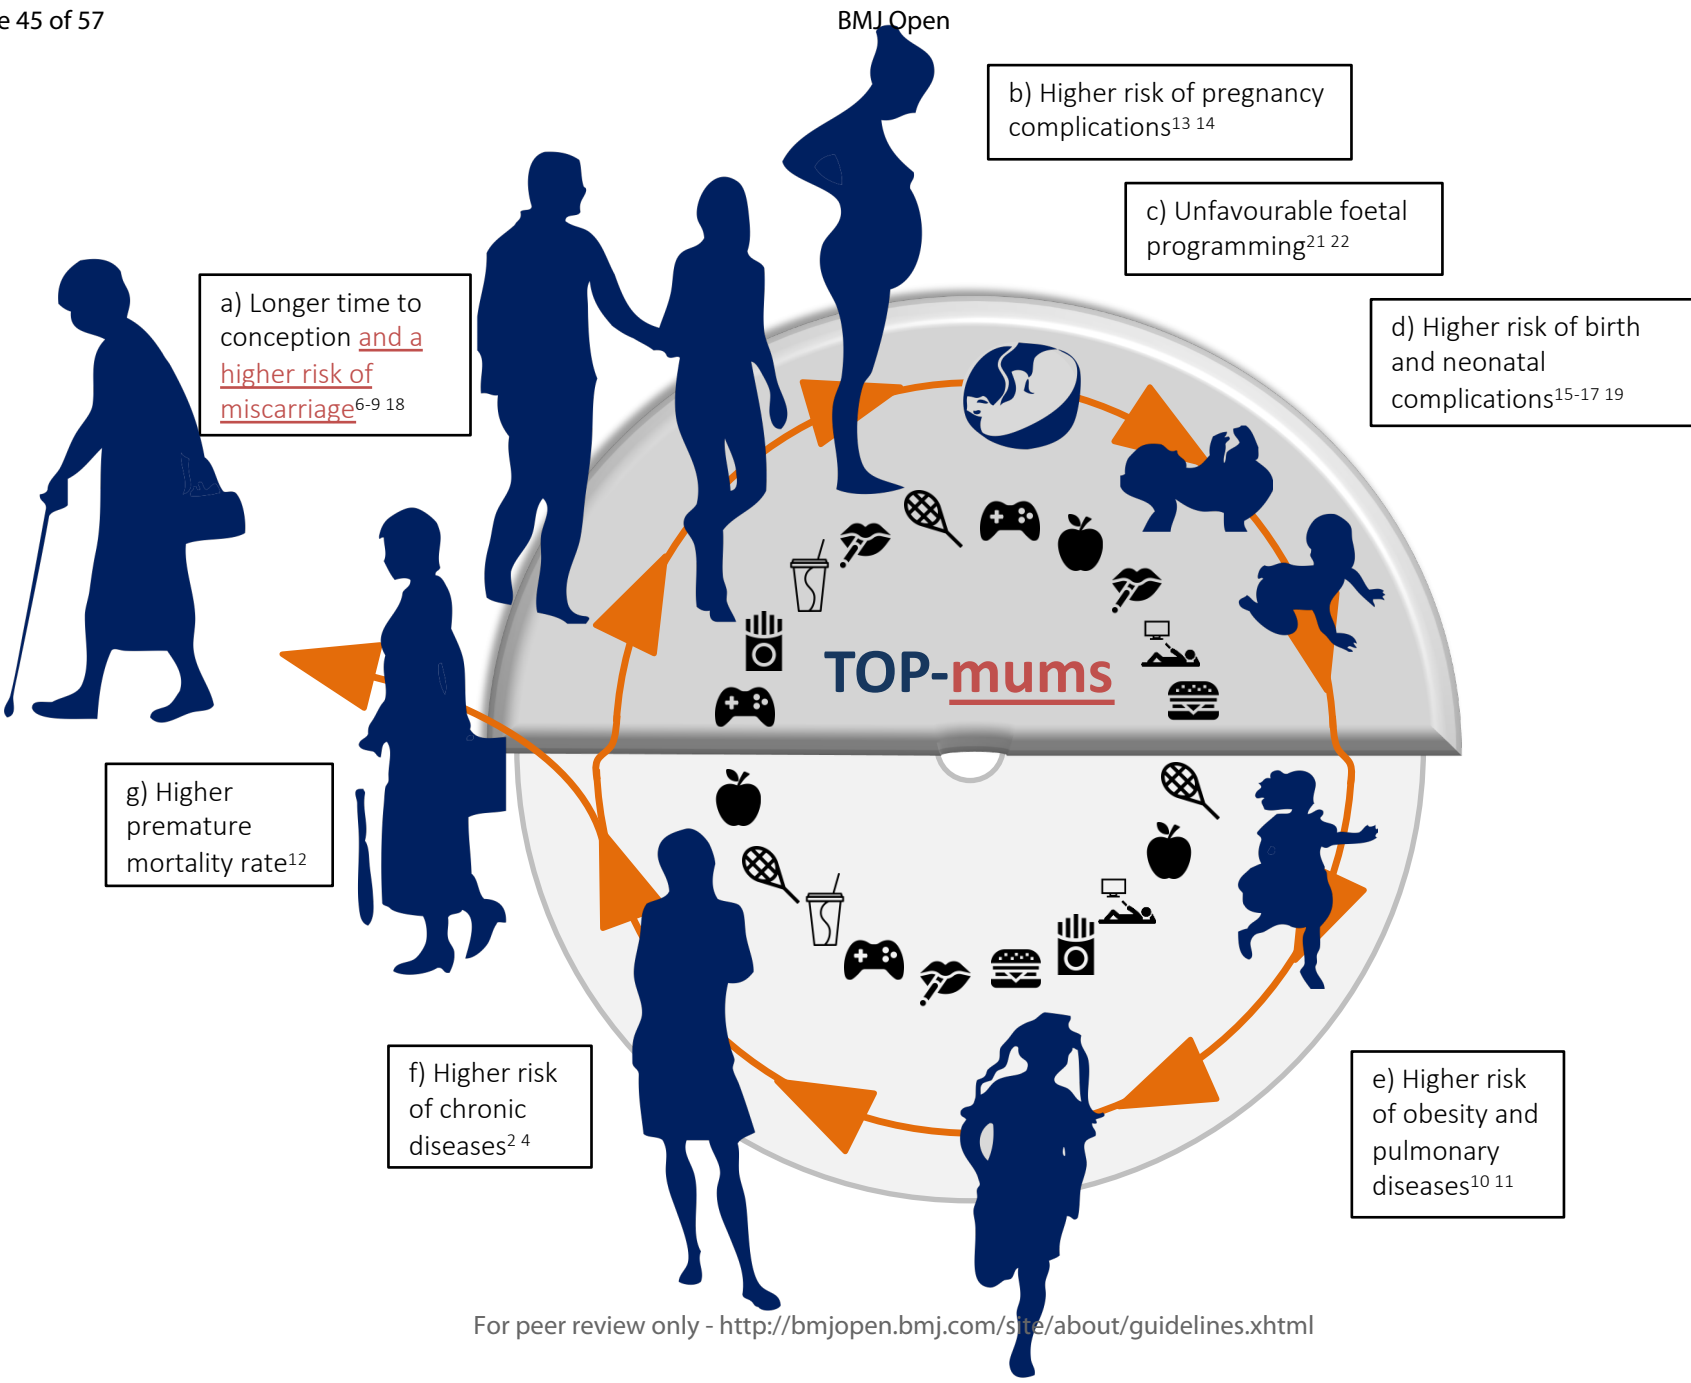 e 45 of 57
BMJ Open
b) Higher risk of pregnancy
complications13 14
c) Unfavourable foetal
programming21 22
a) Longer time to
conception and a
higher risk of
miscarriage6-9 18
d) Higher risk of birth
and neonatal
complications15-17 19
TOP-mums
g) Higher
premature
mortality rate12
f) Higher risk
of chronic
diseases2 4
e) Higher risk
of obesity and
pulmonary
diseases10 11
For peer review only - http://bmjopen.bmj.com/site/about/guidelines.xhtml